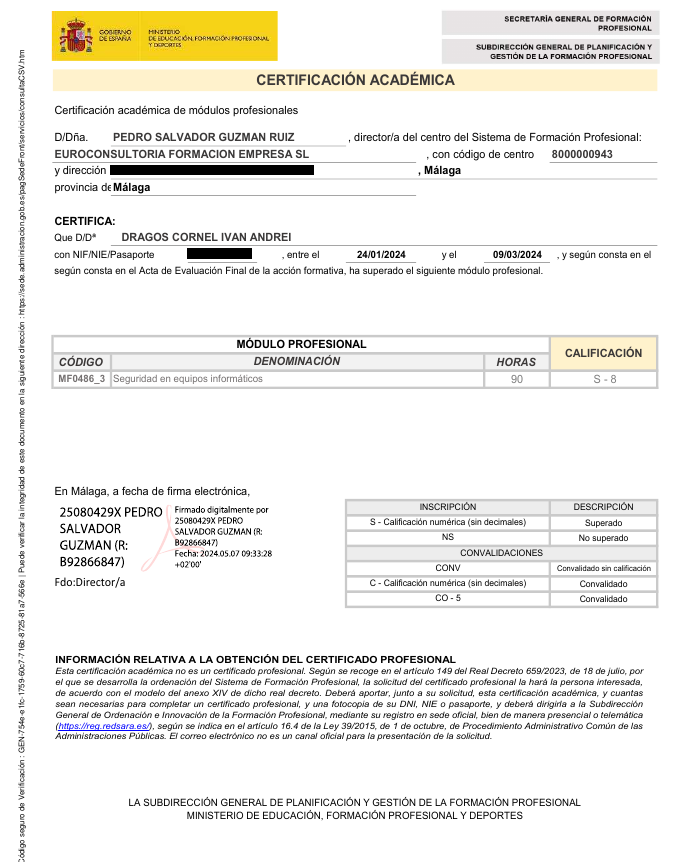 GOBIERNO
DE ESPAÑA
MINISTERIO
DE EDUCACIÓN, FORMACIÓN PROFESIONAL
Y DEPORTES
SECRETARÍA GENERAL DE FORMACIÓN
PROFESIONAL
SUBDIRECCIÓN GENERAL DE PLANIFICACIÓN Y
GESTIÓN DE LA FORMACIÓN PROFESIONAL
CERTIFICACIÓN ACADÉMICA
Certificación académica de módulos profesionales
D/Dña. PEDRO SALVADOR GUZMAN RUIZ , director/a del centro del Sistema de Formación Profesional:
EUROCONSULTORIA FORMACION EMPRESA SL , con código de centro 8000000943
y dirección , Málaga
provincia de Málaga
CERTIFICA:
Que D/Dª DRAGOS CORNEL IVAN ANDREI
con NIF/NIE/Pasaporte , entre el 24/01/2024 y el 09/03/2024 , y según consta en el
según consta en el Acta de Evaluación Final de la acción formativa, ha superado el siguiente módulo profesional.
MÓDULO PROFESIONAL CALIFICACIÓN
CÓDIGO DENOMINACIÓN HORAS
MF0486_3 Seguridad en equipos informáticos 90 S - 8
En Málaga, a fecha de firma electrónica,
25080429X PEDRO
SALVADOR
GUZMAN (R:
B92866847)
Firmado digitalmente por
25080429X PEDRO
SALVADOR GUZMAN (R:
B92866847)
Fecha: 2024.05.07 09:33:28
+02'00'
Fdo:Director/a
INSCRIPCIÓN DESCRIPCIÓN
S - Calificación numérica (sin decimales) Superado
NS No superado
CONVALIDACIONES
CONV Convalidado sin calificación
C - Calificación numérica (sin decimales) Convalidado
CO - 5 Convalidado
INFORMACIÓN RELATIVA A LA OBTENCIÓN DEL CERTIFICADO PROFESIONAL
Esta certificación académica no es un certificado profesional. Según se recoge en el artículo 149 del Real Decreto 659/2023, de 18 de julio, por
el que se desarrolla la ordenación del Sistema de Formación Profesional, la solicitud del certificado profesional la hará la persona interesada,
de acuerdo con el modelo del anexo XIV de dicho real decreto. Deberá aportar, junto a su solicitud, esta certificación académica, y cuantas
sean necesarias para completar un certificado profesional, y una fotocopia de su DNI, NIE o pasaporte, y deberá dirigirla a la Subdirección
General de Ordenación e Innovación de la Formación Profesional, mediante su registro en sede oficial, bien de manera presencial o telemática
(https://reg.redsara.es/), según se indica en el artículo 16.4 de la Ley 39/2015, de 1 de octubre, de Procedimiento Administrativo Común de las
Administraciones Públicas. El correo electrónico no es un canal oficial para la presentación de la solicitud.
LA SUBDIRECCIÓN GENERAL DE PLANIFICACIÓN Y GESTIÓN DE LA FORMACIÓN PROFESIONAL
MINISTERIO DE EDUCACIÓN, FORMACIÓN PROFESIONAL Y DEPORTES
Código seguro de Verificación : GEN-754e-e1fc-1759-60c7-716b-8725-81a7-566e | Puede verificar la integridad de este documento en la siguiente dirección : https://sede.administracion.gob.es/pagSedeFront/servicios/consultaCSV.htm